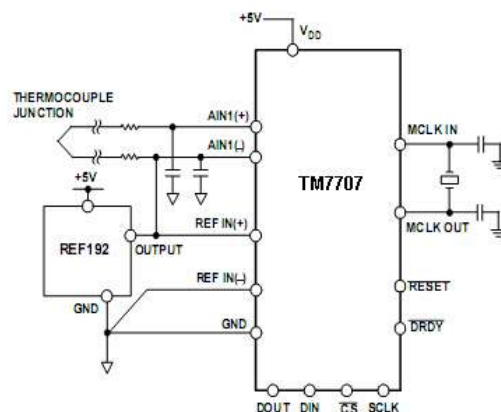 +5V
VDD
THERMOCOUPLE
JUNCTION
AIN1(+)
AIN1(-)
MCLK IN
+5V
TM7707
REF192
OUTPUT
REF IN(+)
MCLK OUT
REF IN(-)
GND
RESET
GND
DRDY
DOUT
DIN
CS
SCLK